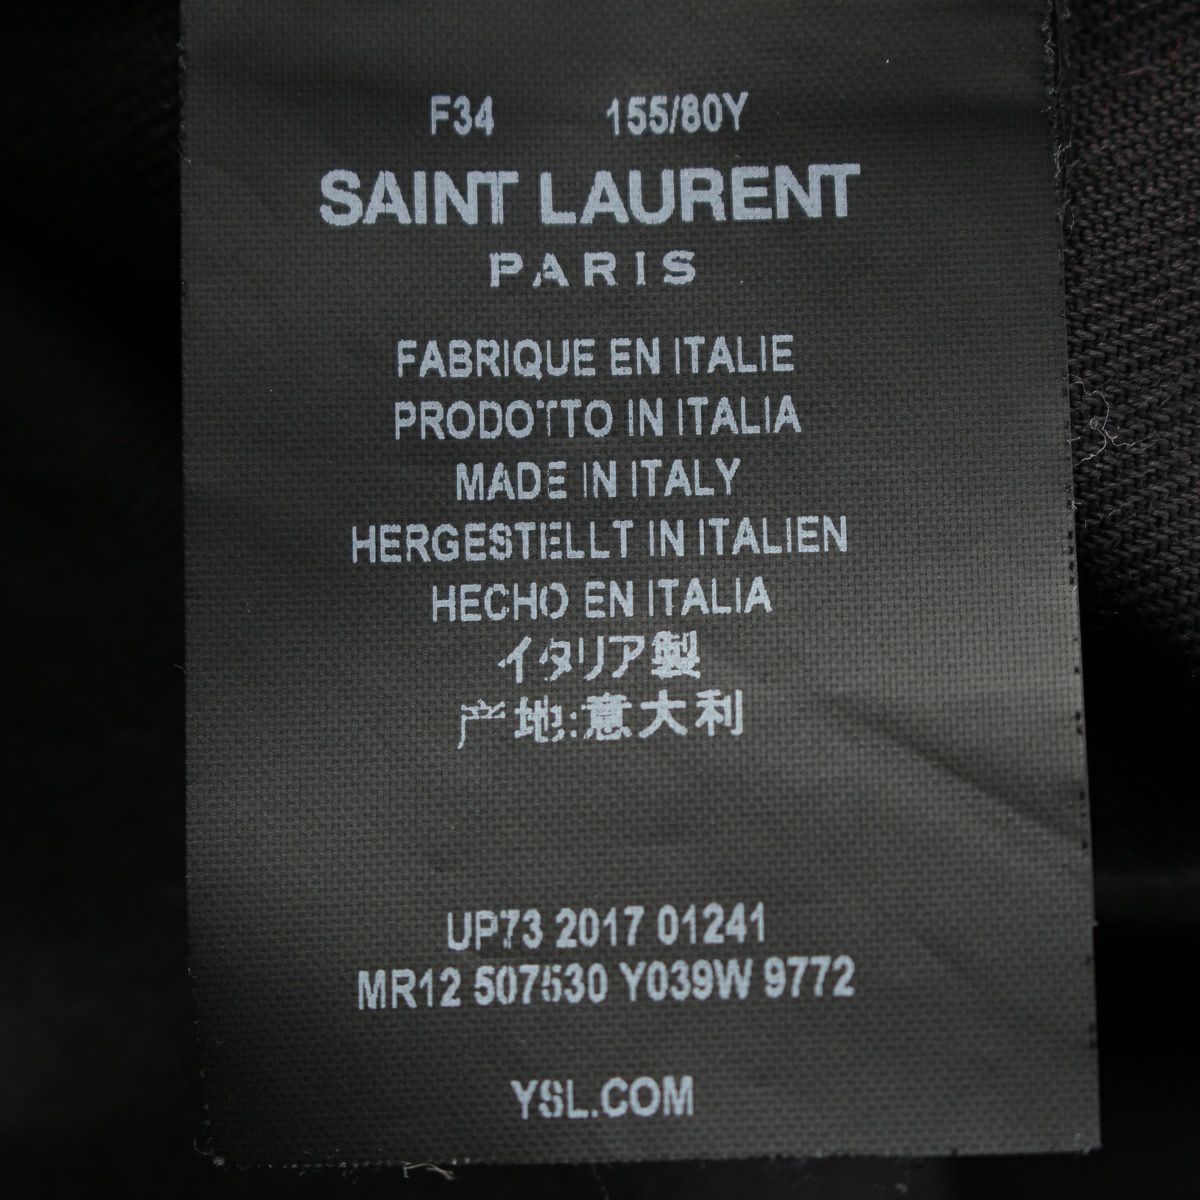 F34 155/80Y
SAINT LAURENT
PARIS
FABRIQUE EN ITALIE
PRODOTTO IN ITALIA
MADE IN ITALY
HERGESTELLT IN ITALIEN
HECHO EN ITALIA
イタリア製
产地:意大利
UP73 2017 01241
MR12 507530 Y039W 9772
YSL.COM